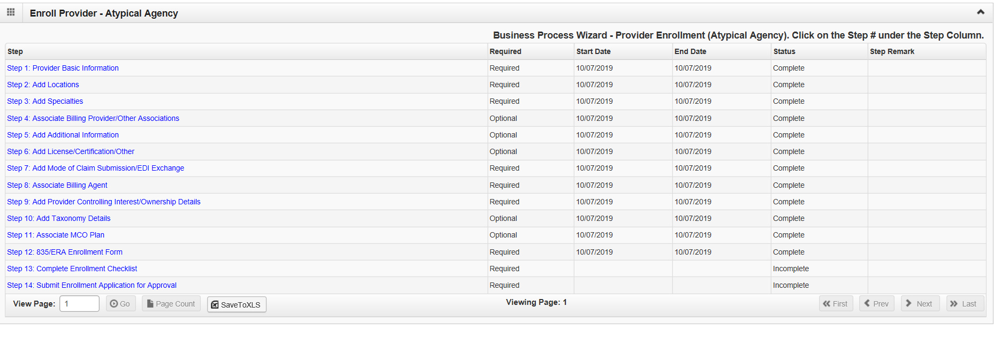 Enroll Provider - Atypical Agency
Business Process Wizard - Provider Enrollment (Atypical Agency). Click on the Step # under the Step Column.
Step Required Start Date End Date Status Step Remark
Step 1: Provider Basic Information Required 10/07/2019 10/07/2019 Complete
Step 2: Add Locations Required 10/07/2019 10/07/2019 Complete
Step 3: Add Specialties Required 10/07/2019 10/07/2019 Complete
Step 4: Associate Billing Provider/Other Associations Optional 10/07/2019 10/07/2019 Complete
Step 5: Add Additional Information Optional 10/07/2019 10/07/2019 Complete
Step 6: Add License/Certification/Other Optional 10/07/2019 10/07/2019 Complete
Step 7: Add Mode of Claim Submission/EDI Exchange Required 10/07/2019 10/07/2019 Complete
Step 8: Associate Billing Agent Required 10/07/2019 10/07/2019 Complete
Step 9: Add Provider Controlling Interest/Ownership Details Required 10/07/2019 10/07/2019 Complete
Step 10: Add Taxonomy Details Optional 10/07/2019 10/07/2019 Complete
Step 11: Associate MCO Plan Optional 10/07/2019 10/07/2019 Complete
Step 12: 835/ERA Enrollment Form Required 10/07/2019 10/07/2019 Complete
Step 13: Complete Enrollment Checklist Required Incomplete
Step 14: Submit Enrollment Application for Approval Required Incomplete
View Page: 1 Go Page Count SaveToXLS Viewing Page: 1 First Prev Next Last